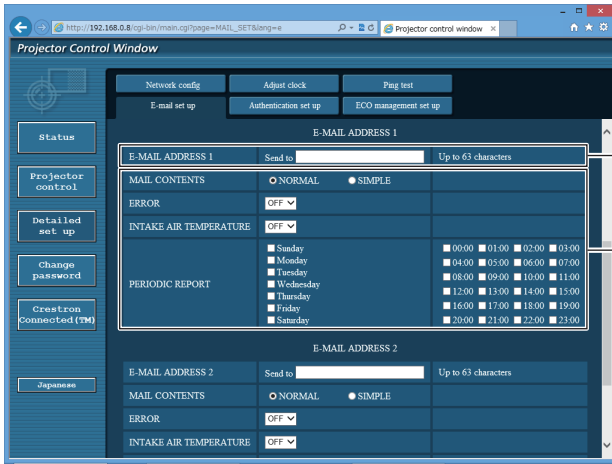 http://192.168.0.8/cgi-bin/main.cgi?page=MAIL_SET&lang=e
Projector control window
Projector Control Window
Network config Adjust clock Ping test
E-mail set up Authentication set up ECO management set up
Status
Projector control
Detailed set up
Change password
Crestron Connected(TM)
Japanese
E-MAIL ADDRESS 1
E-MAIL ADDRESS 1 Send to Up to 63 characters
MAIL CONTENTS NORMAL SIMPLE
ERROR OFF
INTAKE AIR TEMPERATURE OFF
PERIODIC REPORT
Sunday
Monday
Tuesday
Wednesday
Thursday
Friday
Saturday
00:00 01:00 02:00 03:00
04:00 05:00 06:00 07:00
08:00 09:00 10:00 11:00
12:00 13:00 14:00 15:00
16:00 17:00 18:00 19:00
20:00 21:00 22:00 23:00
E-MAIL ADDRESS 2
E-MAIL ADDRESS 2 Send to Up to 63 characters
MAIL CONTENTS NORMAL SIMPLE
ERROR OFF
INTAKE AIR TEMPERATURE OFF